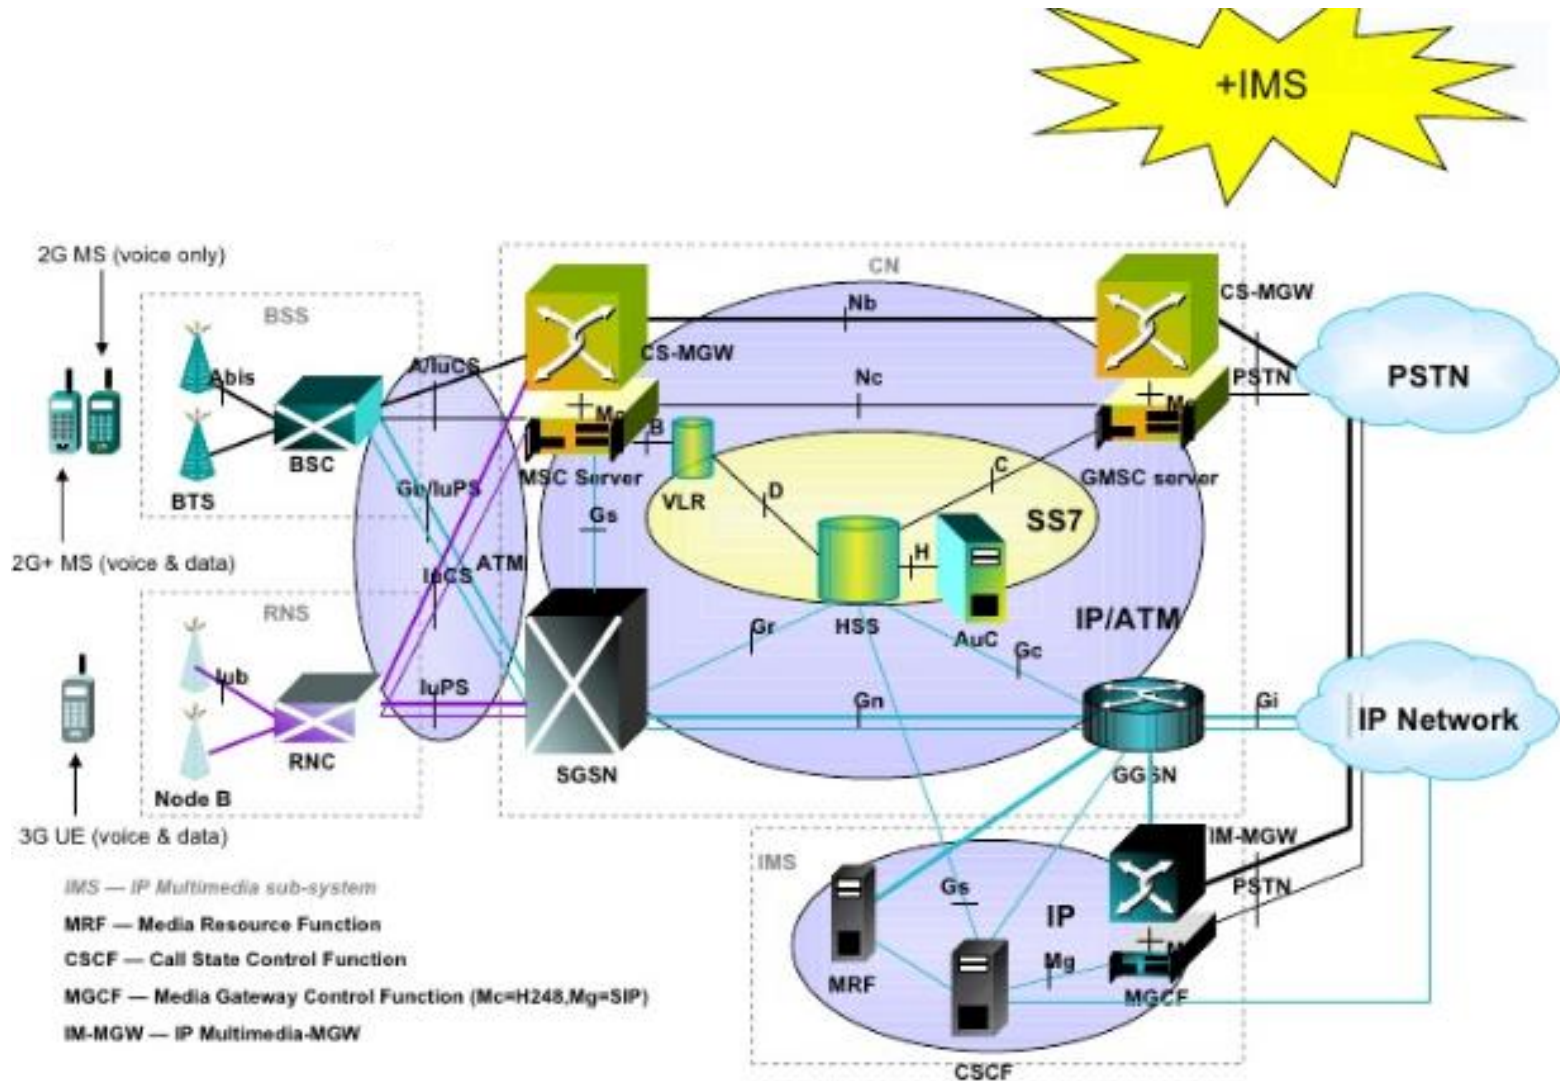 +IMS
2G MS (voice only)
BSS
CN
CS-MGW
Nb
PSTN
A/IuCS
CS-MGW
Nc
PSTN
Abis
Mc
B
BSC
MSC Server
VLR
C
GMSC server
BTS
Gb/IuPS
Gs
D
SS7
2G+ MS (voice & data)
ATM
IuCS
H
RNS
Gr
HSS
AuC
IP/ATM
Gc
Iub
IuPS
Gn
Gi
IP Network
RNC
SGSN
GGSN
Node B
3G UE (voice & data)
IM-MGW
IMS
PSTN
Gs
IP
Mg
MRF
MGCF
CSCF
IMS — IP Multimedia sub-system
MRF — Media Resource Function
CSCF — Call State Control Function
MGCF — Media Gateway Control Function (Mc=H248,Mg=SIP)
IM-MGW — IP Multimedia-MGW